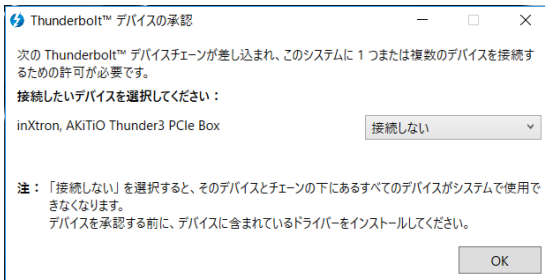 Thunderbolt™ デバイスの承認
次の Thunderbolt™ デバイスチェーンが差し込まれ、このシステムに 1 つまたは複数のデバイスを接続す
るための許可が必要です。
接続したいデバイスを選択してください：
inXtron, AKiTiO Thunder3 PCIe Box
接続しない
注：「接続しない」を選択すると、そのデバイスとチェーンの下にあるすべてのデバイスがシステムで使用で
きなくなります。
デバイスを承認する前に、デバイスに含まれているドライバーをインストールしてください。
OK